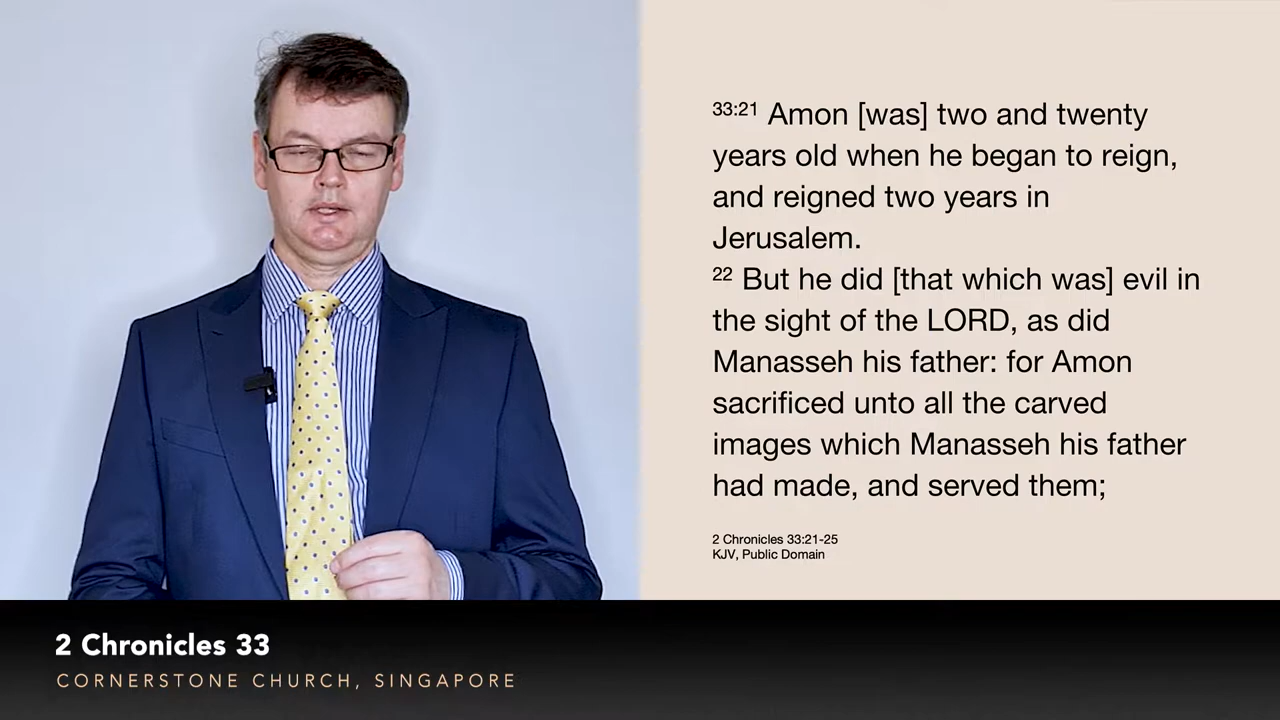 33:21 Amon [was] two and twenty
years old when he began to reign,
and reigned two years in
Jerusalem.
22 But he did [that which was] evil in
the sight of the LORD, as did
Manasseh his father: for Amon
sacrificed unto all the carved
images which Manasseh his father
had made, and served them;
2 Chronicles 33:21-25
KJV, Public Domain
2 Chronicles 33
CORNERSTONE CHURCH, SINGAPORE